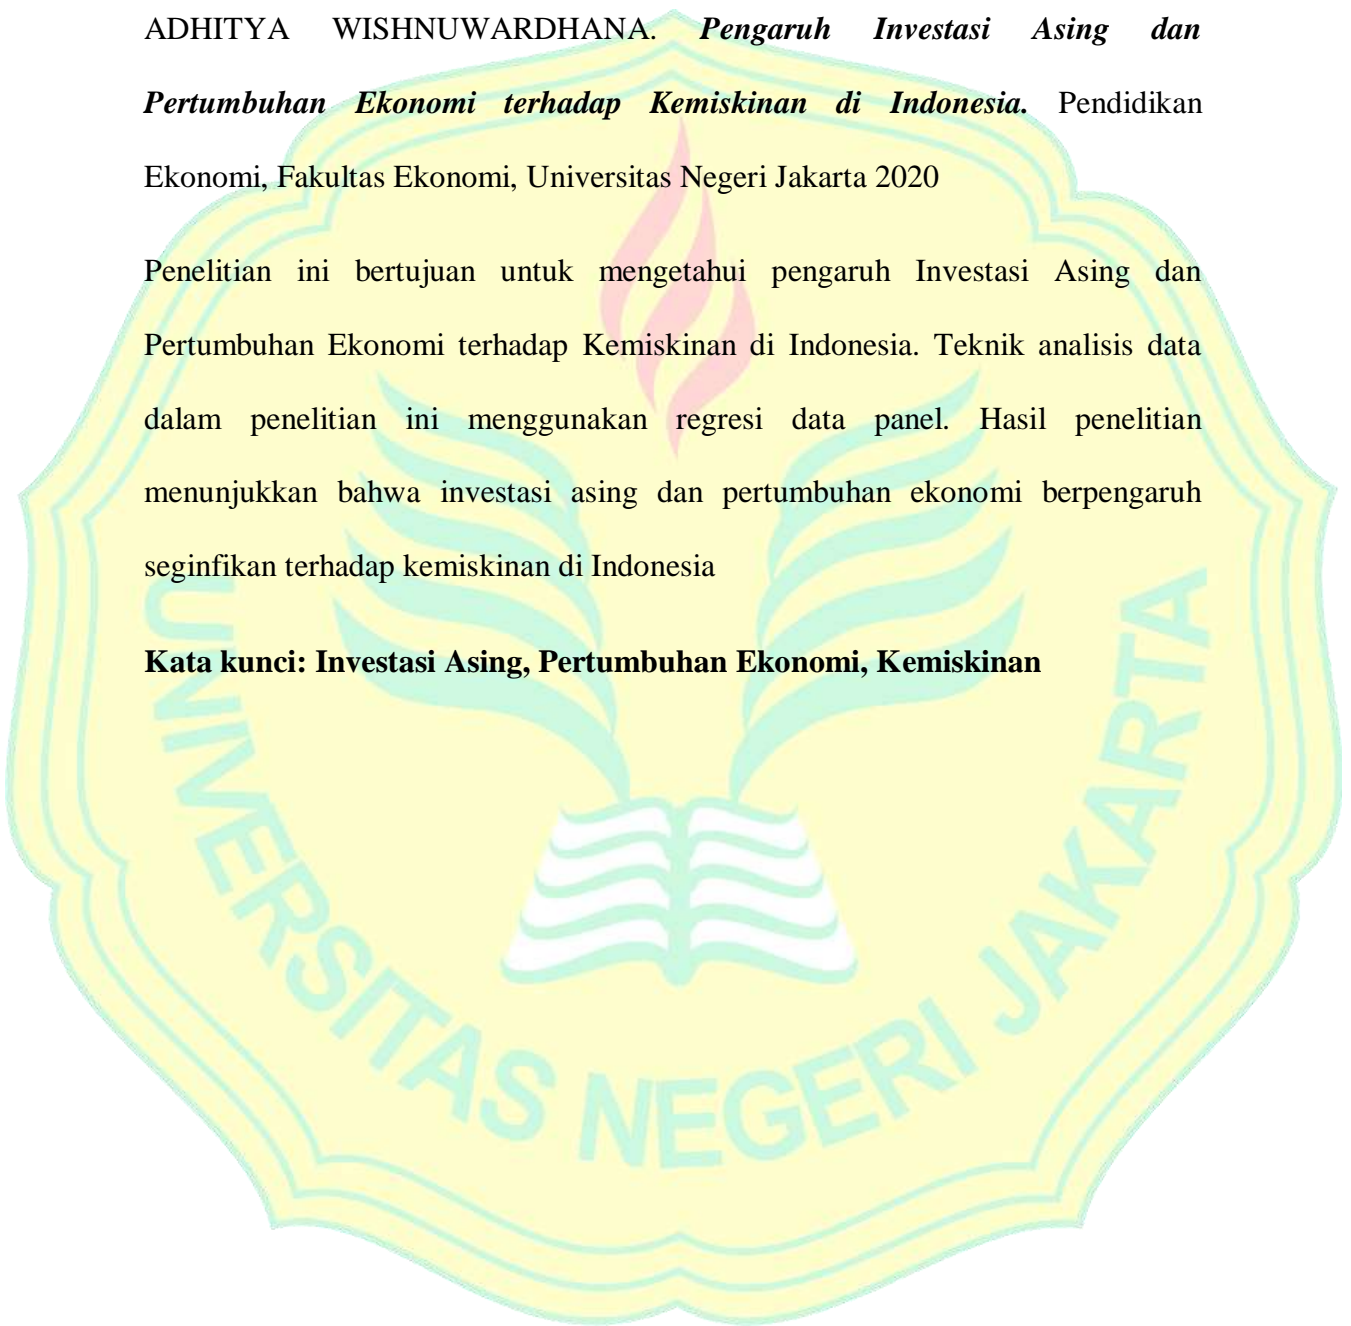 ADHITYA WISHNUWARDHANA. Pengaruh Investasi Asing dan
Pertumbuhan Ekonomi terhadap Kemiskinan di Indonesia. Pendidikan
Ekonomi, Fakultas Ekonomi, Universitas Negeri Jakarta 2020
Penelitian ini bertujuan untuk mengetahui pengaruh Investasi Asing dan
Pertumbuhan Ekonomi terhadap Kemiskinan di Indonesia. Teknik analisis data
dalam penelitian ini menggunakan regresi data panel. Hasil penelitian
menunjukkan bahwa investasi asing dan pertumbuhan ekonomi berpengaruh
seginfikan terhadap kemiskinan di Indonesia
Kata kunci: Investasi Asing, Pertumbuhan Ekonomi, Kemiskinan
UNIVERSITAS NEGERI JAKARTA